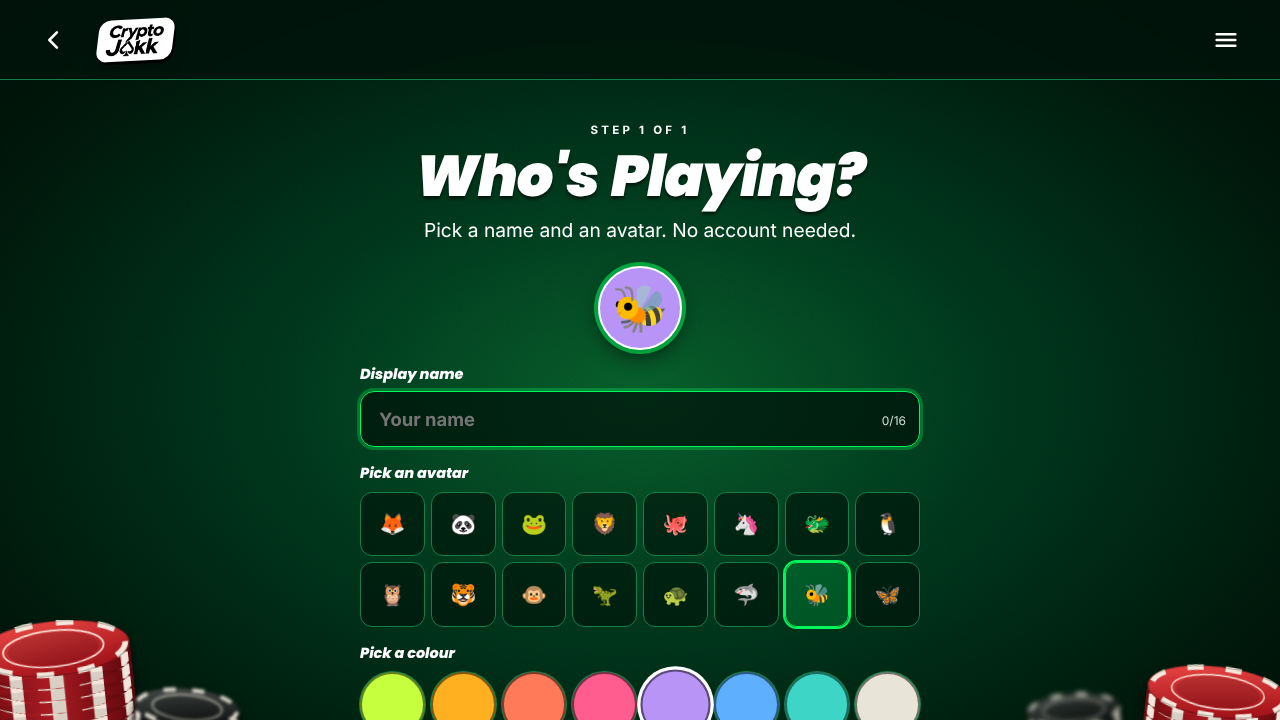 Crypto
Jokk
STEP 1 OF 1
Who's Playing?
Pick a name and an avatar. No account needed.
Display name
Your name
0/16
Pick an avatar
Pick a colour